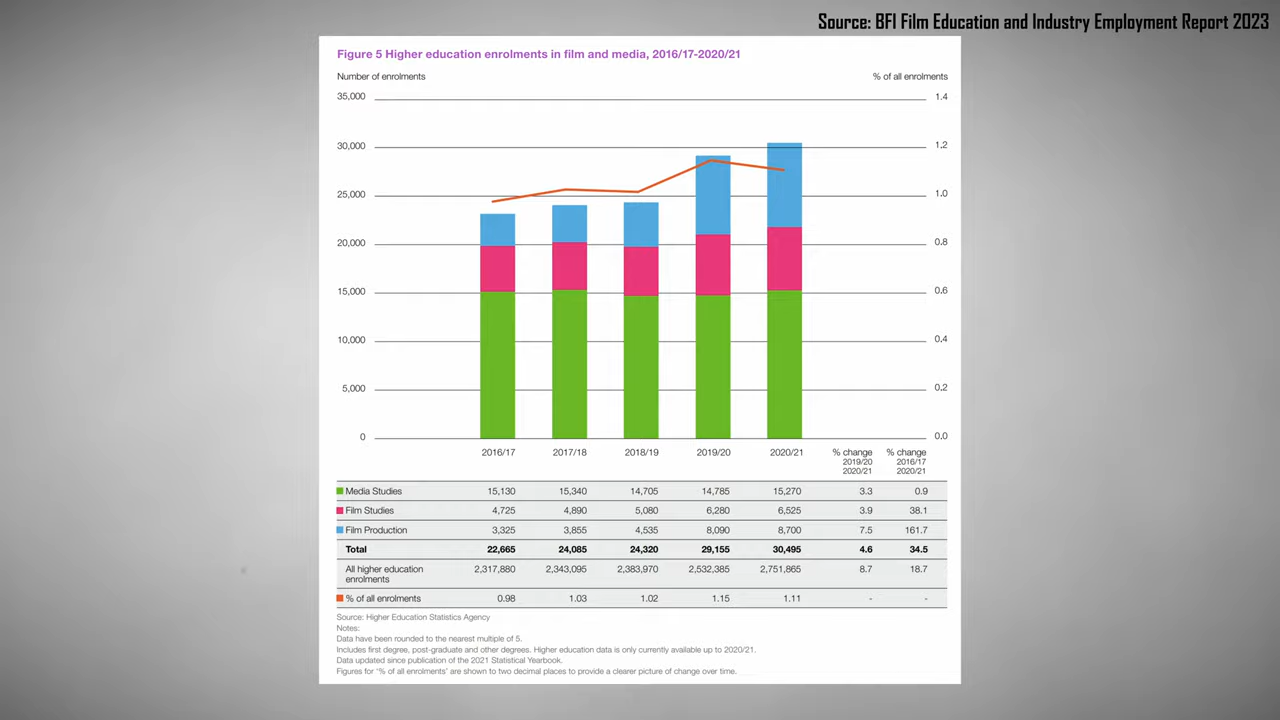 Source: BFI Film Education and Industry Employment Report 2023
Figure 5 Higher education enrolments in film and media, 2016/17-2020/21
Number of enrolments % of all enrolments
35,000 1.4
30,000 1.2
25,000 1.0
20,000 0.8
15,000 0.6
10,000 0.4
5,000 0.2
0 0.0
2016/17 2017/18 2018/19 2019/20 2020/21 % change % change
2019/20 2016/17
2020/21 2020/21
Media Studies 15,130 15,340 14,705 14,785 15,270 3.3 0.9
Film Studies 4,725 4,890 5,080 6,280 6,525 3.9 38.1
Film Production 3,325 3,855 4,535 8,090 8,700 7.5 161.7
Total 22,665 24,085 24,320 29,155 30,495 4.6 34.5
All higher education 2,317,880 2,343,095 2,383,970 2,532,385 2,751,865 8.7 18.7
enrolments
% of all enrolments 0.98 1.03 1.02 1.15 1.11 - -
Source: Higher Education Statistics Agency
Notes:
Data have been rounded to the nearest multiple of 5.
Includes first degree, post-graduate and other degrees. Higher education data is only currently available up to 2020/21.
Data updated since publication of the 2021 Statistical Yearbook.
Figures for '% of all enrolments' are shown to two decimal places to provide a clearer picture of change over time.